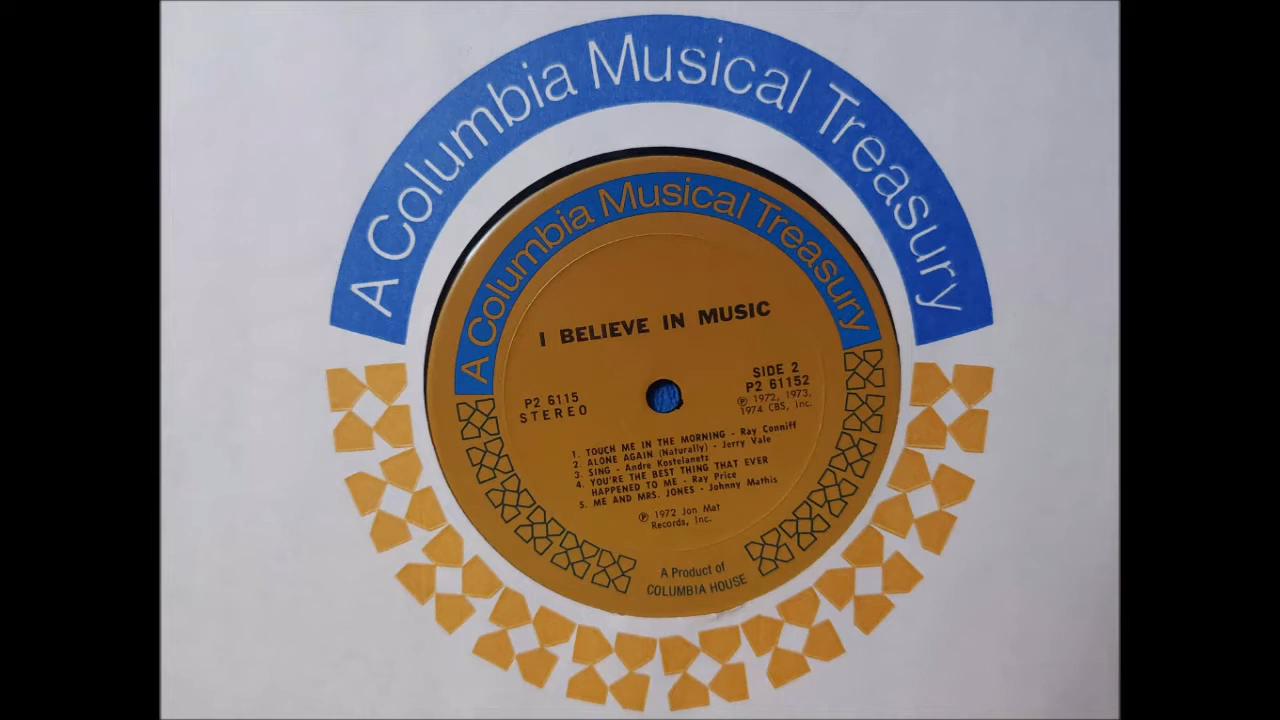 A Columbia Musical Treasury
A Columbia Musical Treasury
I BELIEVE IN MUSIC
P2 6115
STEREO
SIDE 2
P2 61152
℗ 1972, 1973,
1974 CBS, Inc.
1. TOUCH ME IN THE MORNING - Ray Conniff
2. ALONE AGAIN (Naturally) - Jerry Vale
3. SING - Andre Kostelanetz
4. YOU'RE THE BEST THING THAT EVER
HAPPENED TO ME - Ray Price
5. ME AND MRS. JONES - Johnny Mathis
℗ 1972 Jon Mat
Records, Inc.
A Product of
COLUMBIA HOUSE